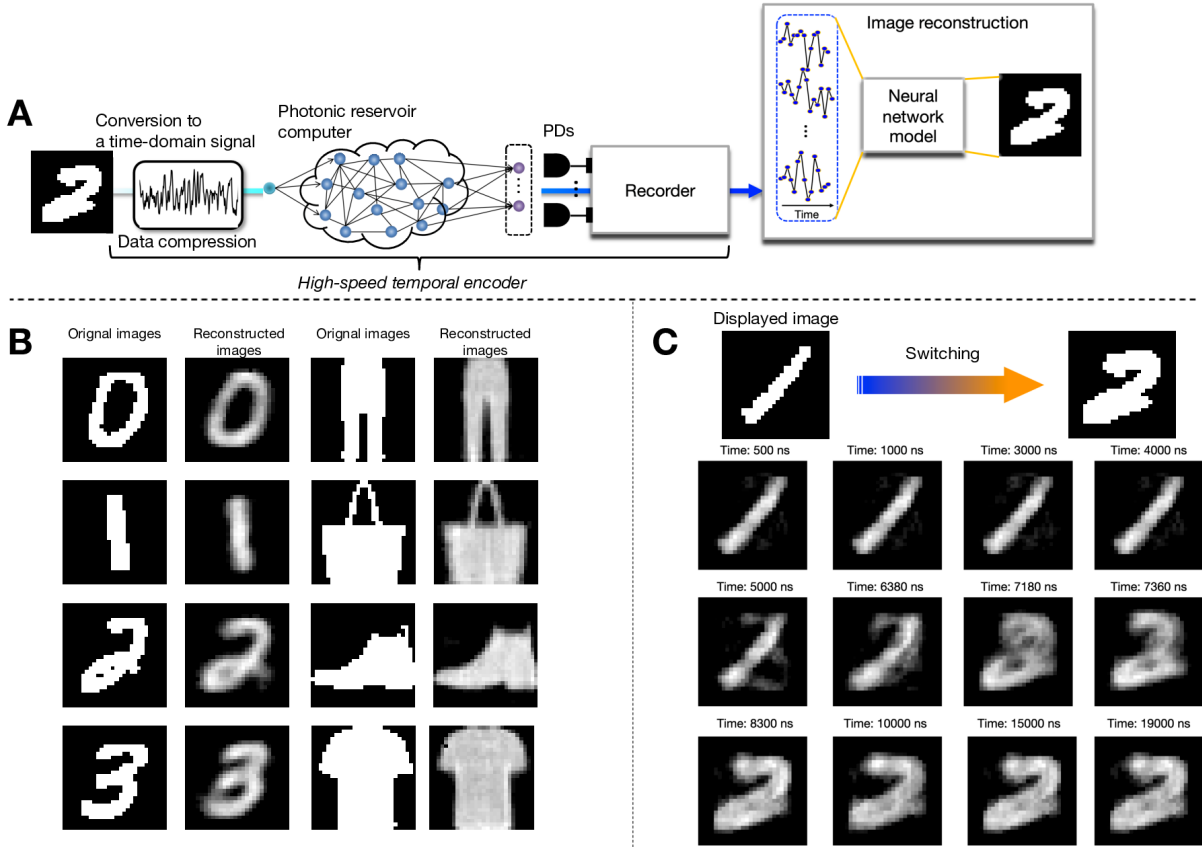 A
Conversion to
a time-domain signal
Data compression
Photonic reservoir
computer
PDs
Recorder
High-speed temporal encoder
Image reconstruction
Time
Neural
network
model
B
Orignal images
Reconstructed
images
Orignal images
Reconstructed
images
C
Displayed image
Switching
Time: 500 ns
Time: 1000 ns
Time: 3000 ns
Time: 4000 ns
Time: 5000 ns
Time: 6380 ns
Time: 7180 ns
Time: 7360 ns
Time: 8300 ns
Time: 10000 ns
Time: 15000 ns
Time: 19000 ns